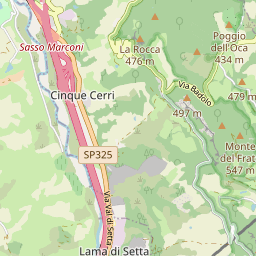 Sasso Marconi
La Rocca
476 m
Poggio
dell'Oca
434 m
Via Badolo
479 m
Cinque Cerri
497 m
SP325
Monte
del Frat
547 m
Via Val di Setta
Lama di Setta